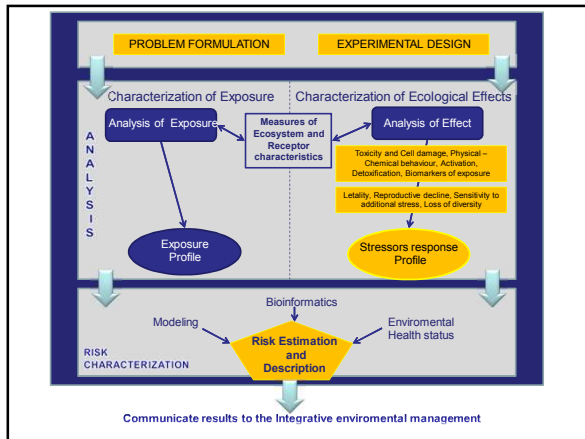 PROBLEM FORMULATION
EXPERIMENTAL DESIGN
Characterization of Exposure
Characterization of Ecological Effects
ANALYSIS
Analysis of Exposure
Measures of
Ecosystem and
Receptor
characteristics
Analysis of Effect
Toxicity and Cell damage, Physical –
Chemical behaviour, Activation,
Detoxification, Biomarkers of exposure
Letality, Reproductive decline, Sensitivity to
additional stress, Loss of diversity
Exposure
Profile
Stressors response
Profile
Bioinformatics
Modeling
Enviromental
Health status
Risk Estimation
and
Description
RISK
CHARACTERIZATION
Communicate results to the Integrative enviromental management